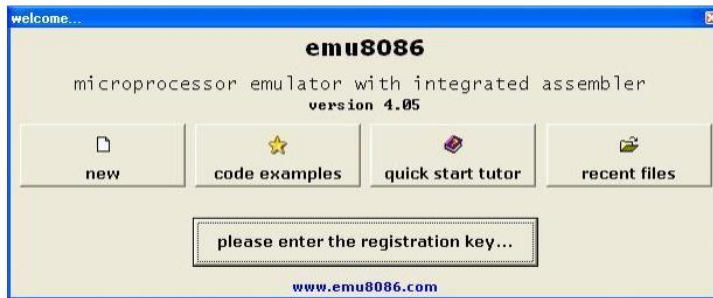 welcome...
emu8086
microprocessor emulator with integrated assembler
version 4.05
new
code examples
quick start tutor
recent files
please enter the registration key...
www.emu8086.com